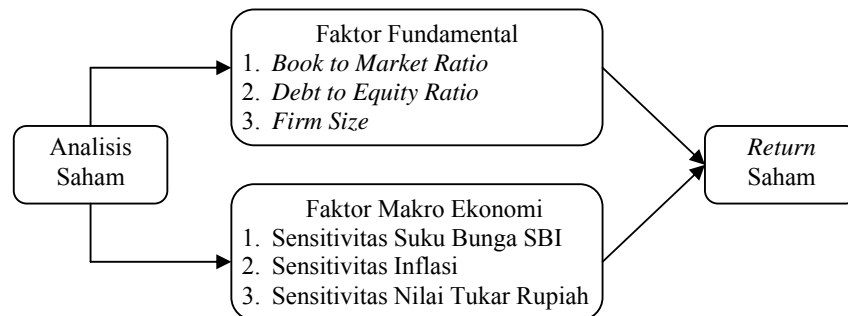 Analisis
Saham
Faktor Fundamental
1. Book to Market Ratio
2. Debt to Equity Ratio
3. Firm Size
Faktor Makro Ekonomi
1. Sensitivitas Suku Bunga SBI
2. Sensitivitas Inflasi
3. Sensitivitas Nilai Tukar Rupiah
Return
Saham